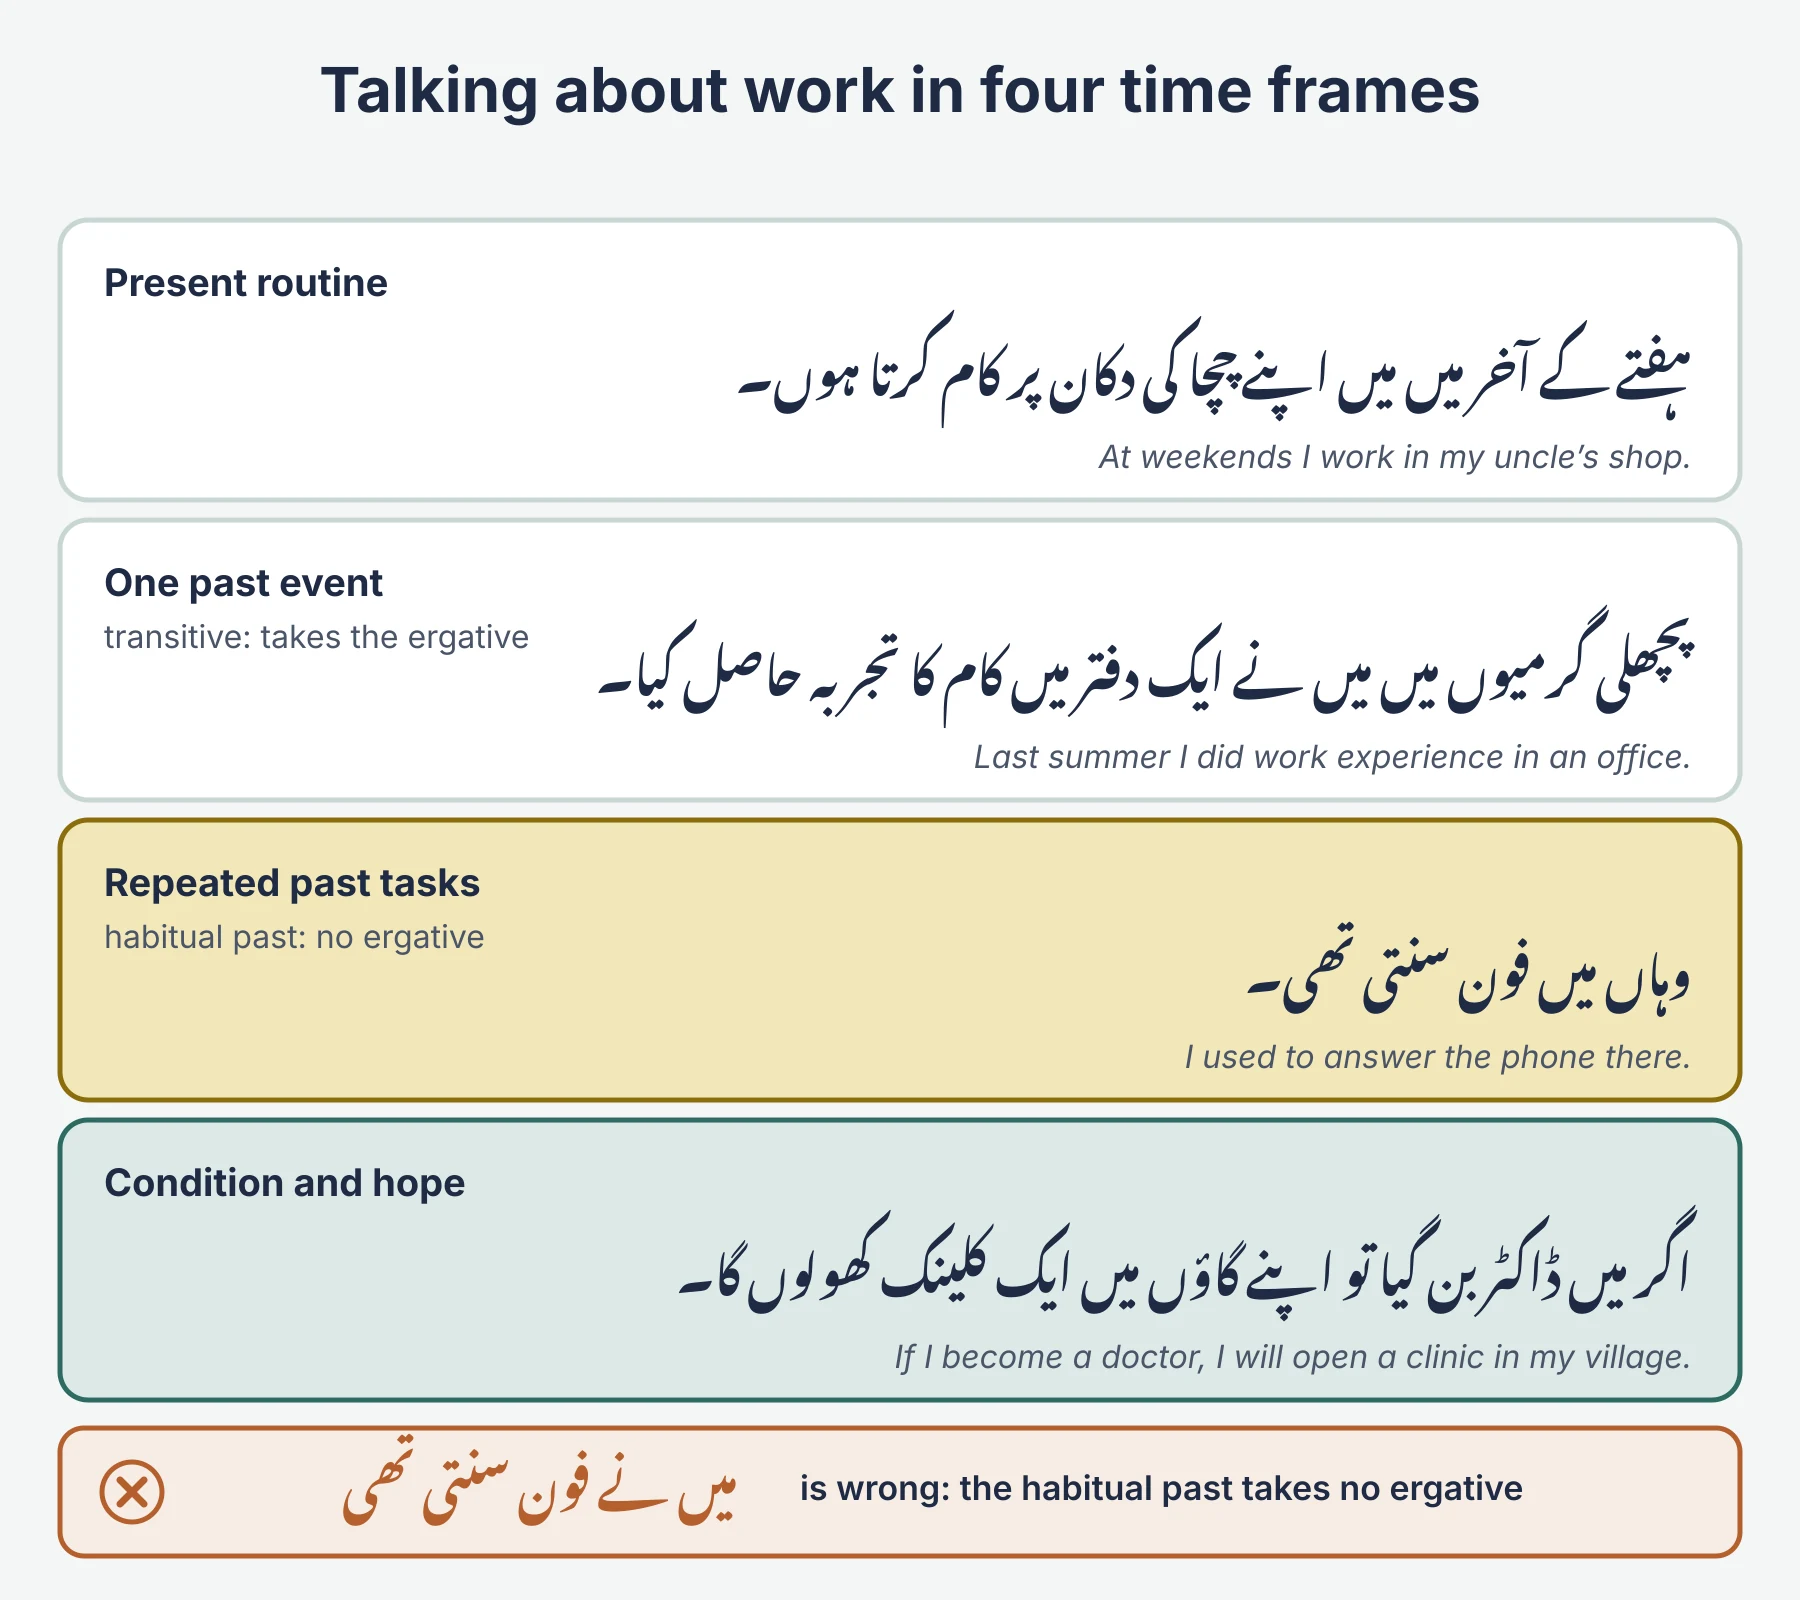 Talking about work in four time frames
Present routine
ہفتے کے آخر میں میں اپنے چچا کی دکان پر کام کرتا ہوں۔
At weekends I work in my uncle’s shop.
One past event
transitive: takes the ergative
پچھلی گرمیوں میں میں نے ایک دفتر میں کام کا تجربہ حاصل کیا۔
Last summer I did work experience in an office.
Repeated past tasks
habitual past: no ergative
وہاں میں فون سنتی تھی۔
I used to answer the phone there.
Condition and hope
اگر میں ڈاکٹر بن گیا تو اپنے گاؤں میں ایک کلینک کھولوں گا۔
If I become a doctor, I will open a clinic in my village.
میں نے فون سنتی تھی is wrong: the habitual past takes no ergative